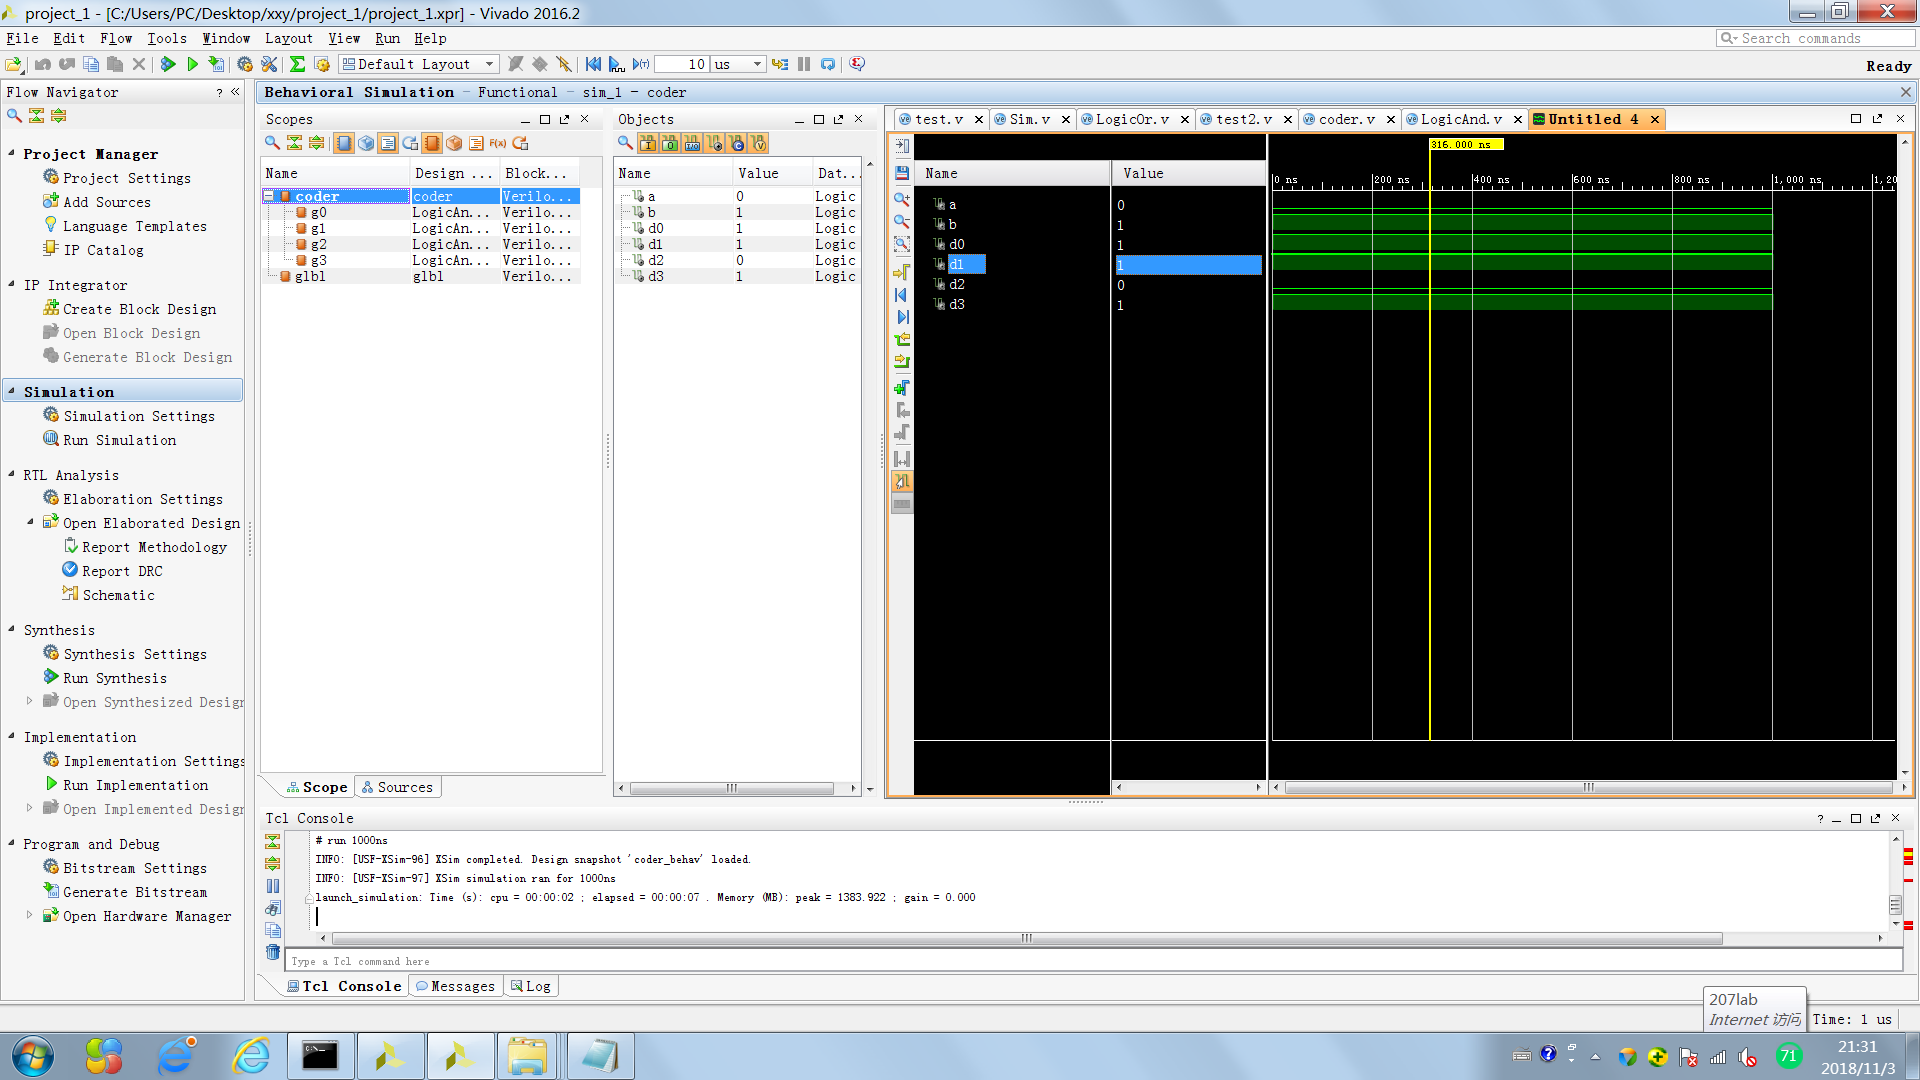 project_1 - [C:/Users/PC/Desktop/xxy/project_1/project_1.xpr] - Vivado 2016.2
File Edit Flow Tools Window Layout View Run Help
Search commands
Default Layout
10 us
Ready
Flow Navigator
Project Manager
Project Settings
Add Sources
Language Templates
IP Catalog
IP Integrator
Create Block Design
Open Block Design
Generate Block Design
Simulation
Simulation Settings
Run Simulation
RTL Analysis
Elaboration Settings
Open Elaborated Design
Report Methodology
Report DRC
Schematic
Synthesis
Synthesis Settings
Run Synthesis
Open Synthesized Design
Implementation
Implementation Settings
Run Implementation
Open Implemented Design
Program and Debug
Bitstream Settings
Generate Bitstream
Open Hardware Manager
Behavioral Simulation - Functional - sim_1 - coder
Scopes
Name Design ... Block...
coder coder Verilo...
g0 LogicAn... Verilo...
g1 LogicAn... Verilo...
g2 LogicAn... Verilo...
g3 LogicAn... Verilo...
glbl glbl Verilo...
Scope Sources
Objects
Name Value Dat...
a 0 Logic
b 1 Logic
d0 1 Logic
d1 1 Logic
d2 0 Logic
d3 1 Logic
test.v Sim.v LogicOr.v test2.v coder.v LogicAnd.v Untitled 4
Name Value
a 0
b 1
d0 1
d1 1
d2 0
d3 1
316.000 ns
0 ns 200 ns 400 ns 600 ns 800 ns 1,000 ns 1,20
Tcl Console
# run 1000ns
INFO: [USF-XSim-96] XSim completed. Design snapshot 'coder_behav' loaded.
INFO: [USF-XSim-97] XSim simulation ran for 1000ns
launch_simulation: Time (s): cpu = 00:00:02 ; elapsed = 00:00:07 . Memory (MB): peak = 1383.922 ; gain = 0.000
Type a Tcl command here
Tcl Console Messages Log
207lab
Internet 访问
Time: 1 us
71
21:31
2018/11/3